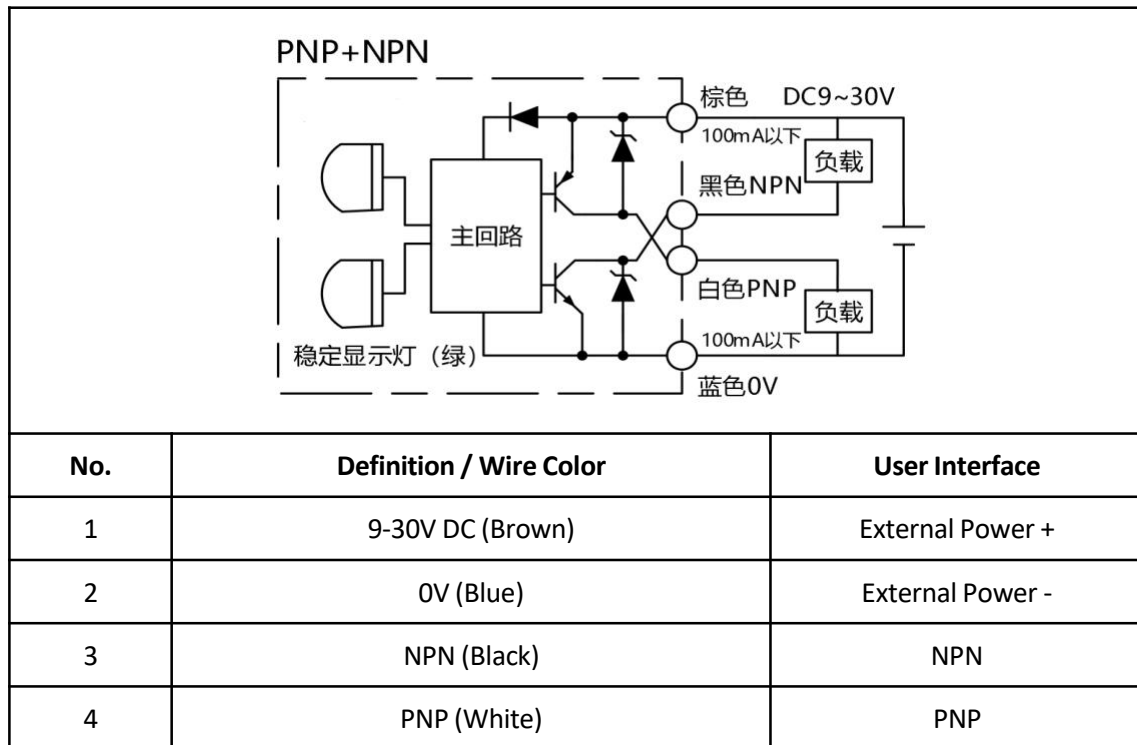 PNP+NPN
棕色 DC9~30V
100mA以下
负载
黑色NPN
主回路
白色PNP
负载
稳定显示灯（绿）
100mA以下
蓝色0V
No. Definition / Wire Color User Interface
1 9-30V DC (Brown) External Power +
2 0V (Blue) External Power -
3 NPN (Black) NPN
4 PNP (White) PNP